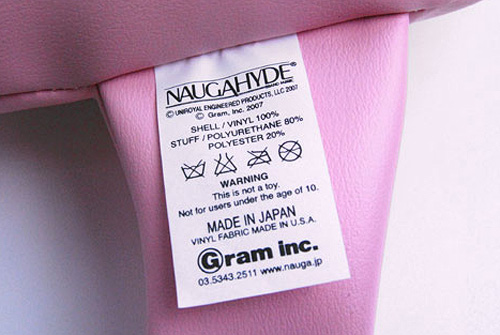 NAUGAHYDE®
BRAND NAME
© UNIROYAL ENGINEERED PRODUCTS, LLC 2007
© Gram, Inc. 2007
SHELL / VINYL 100%
STUFF / POLYURETHANE 80%
POLYESTER 20%
WARNING
This is not a toy.
Not for users under the age of 10.
MADE IN JAPAN
VINYL FABRIC MADE IN U.S.A.
Gram inc.
03.5343.2511 www.nauga.jp